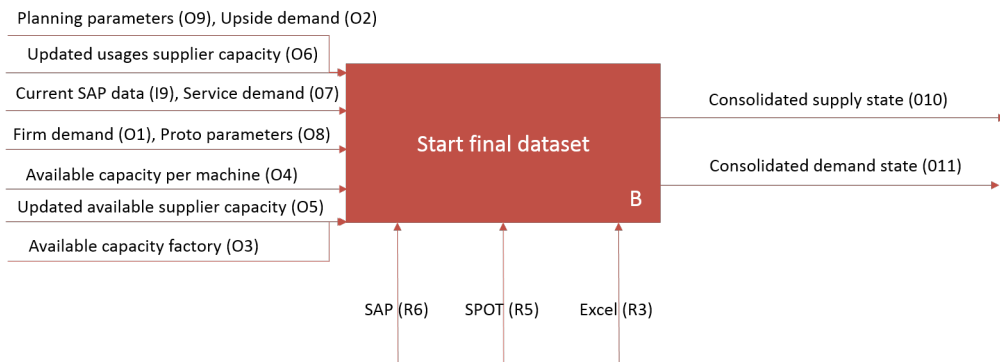 Planning parameters (O9), Upside demand (O2)
Updated usages supplier capacity (O6)
Current SAP data (I9), Service demand (07)
Firm demand (O1), Proto parameters (O8)
Available capacity per machine (O4)
Updated available supplier capacity (O5)
Available capacity factory (O3)
Start final dataset
B
Consolidated supply state (010)
Consolidated demand state (011)
SAP (R6)
SPOT (R5)
Excel (R3)